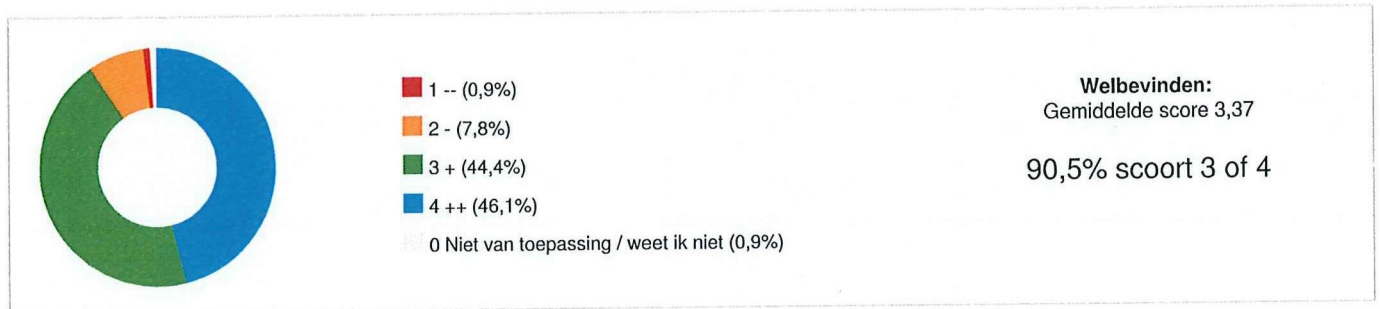 1 -- (0,9%)
2 - (7,8%)
3 + (44,4%)
4 ++ (46,1%)
0 Niet van toepassing / weet ik niet (0,9%)
Welbevinden:
Gemiddelde score 3,37
90,5% scoort 3 of 4